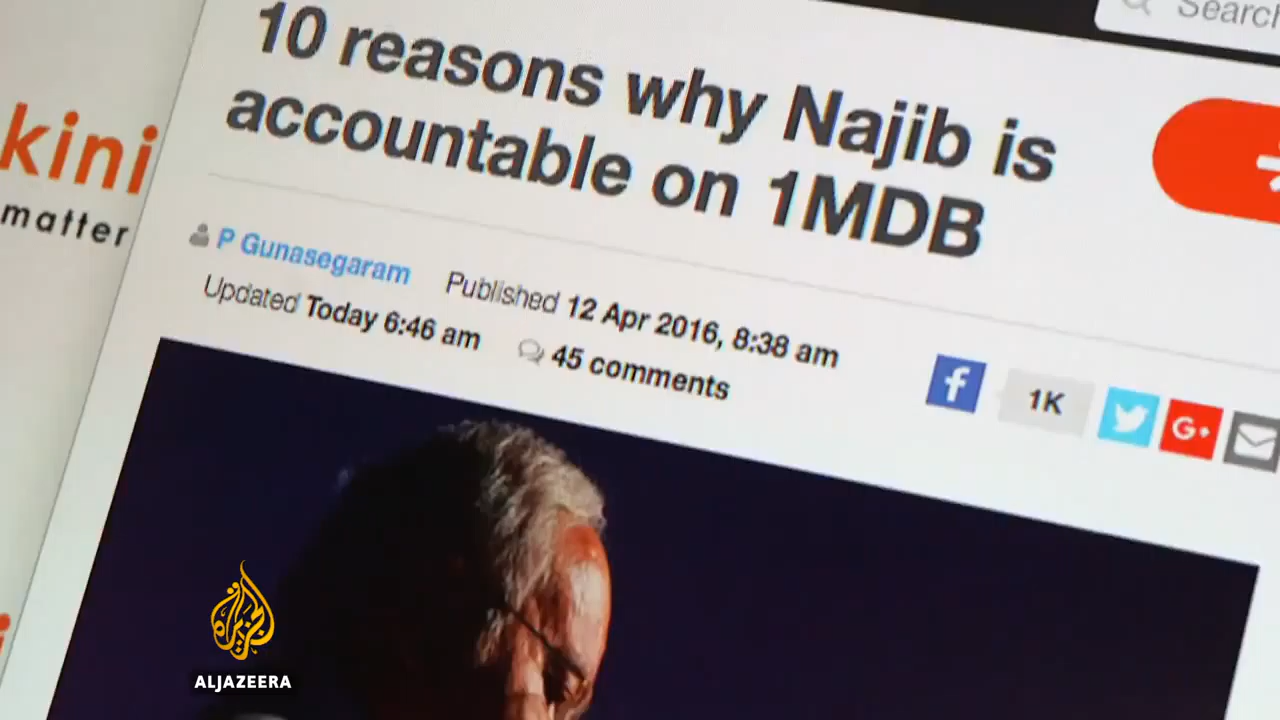 Search
10 reasons why Najib is
accountable on 1MDB
kini
matter
P Gunasegaram Published 12 Apr 2016, 8:38 am
Updated Today 6:46 am 45 comments
f 1K G+
ALJAZEERA